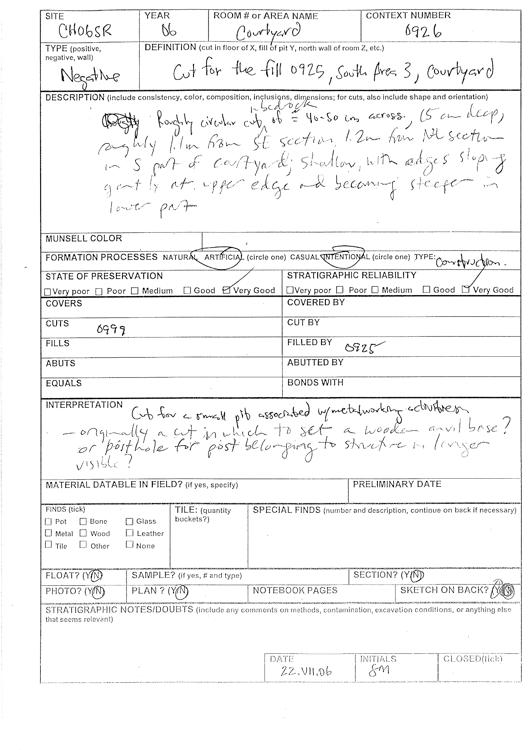 SITE YEAR ROOM # or AREA NAME CONTEXT NUMBER
CH06SR 06 Courtyard 0926
TYPE (positive, negative, wall) DEFINITION (cut in floor of X, fill of pit Y, north wall of room Z, etc.)
Negative Cut for the fill 0925, South Area 3, Courtyard
DESCRIPTION (include consistency, color, composition, inclusions, dimensions; for cuts, also include shape and orientation)
bedrock
Roughly circular cut, of ≈ 40-50 cm across, 15 cm deep,
roughly 1.1m from SE section, 1.2m from NE section
in S part of courtyard; shallow, with edges sloping
gently at upper edge and becoming steeper in
lower part
MUNSELL COLOR
FORMATION PROCESSES NATURAL ARTIFICIAL (circle one) CASUAL INTENTIONAL (circle one) TYPE: Construction.
STATE OF PRESERVATION STRATIGRAPHIC RELIABILITY
Very poor Poor Medium Good Very Good Very poor Poor Medium Good Very Good
COVERS COVERED BY
CUTS 0999 CUT BY
FILLS FILLED BY 0925
ABUTS ABUTTED BY
EQUALS BONDS WITH
INTERPRETATION Cut for a small pit associated w/metalworking activities
– originally a cut in which to set a wooden anvil base?
or posthole for post belonging to structure no longer
visible?
MATERIAL DATABLE IN FIELD? (if yes, specify) PRELIMINARY DATE
FINDS (tick) TILE: (quantity buckets?) SPECIAL FINDS (number and description, continue on back if necessary)
Pot Bone Glass
Metal Wood Leather
Tile Other None
FLOAT? (Y/N) SAMPLE? (if yes, # and type) SECTION? (Y/N)
PHOTO? (Y/N) PLAN ? (Y/N) NOTEBOOK PAGES SKETCH ON BACK?
STRATIGRAPHIC NOTES/DOUBTS (include any comments on methods, contamination, excavation conditions, or anything else
that seems relevant)
DATE INITIALS CLOSED(tick)
22.VII.06 SM